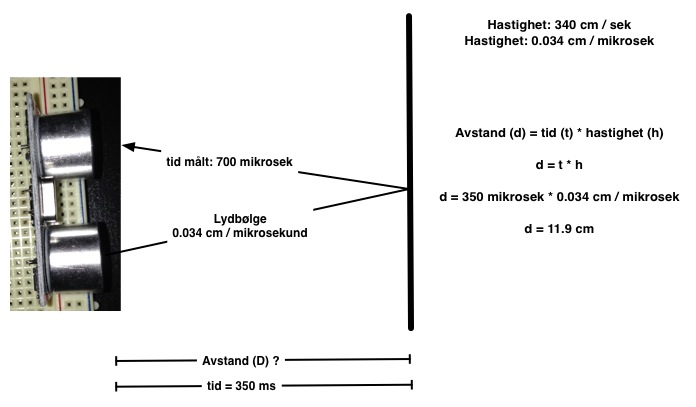 Hastighet: 340 cm / sek
Hastighet: 0.034 cm / mikrosek
Avstand (d) = tid (t) * hastighet (h)
tid målt: 700 mikrosek
d = t * h
d = 350 mikrosek * 0.034 cm / mikrosek
Lydbølge
0.034 cm / mikrosekund
d = 11.9 cm
Avstand (D) ?
tid = 350 ms